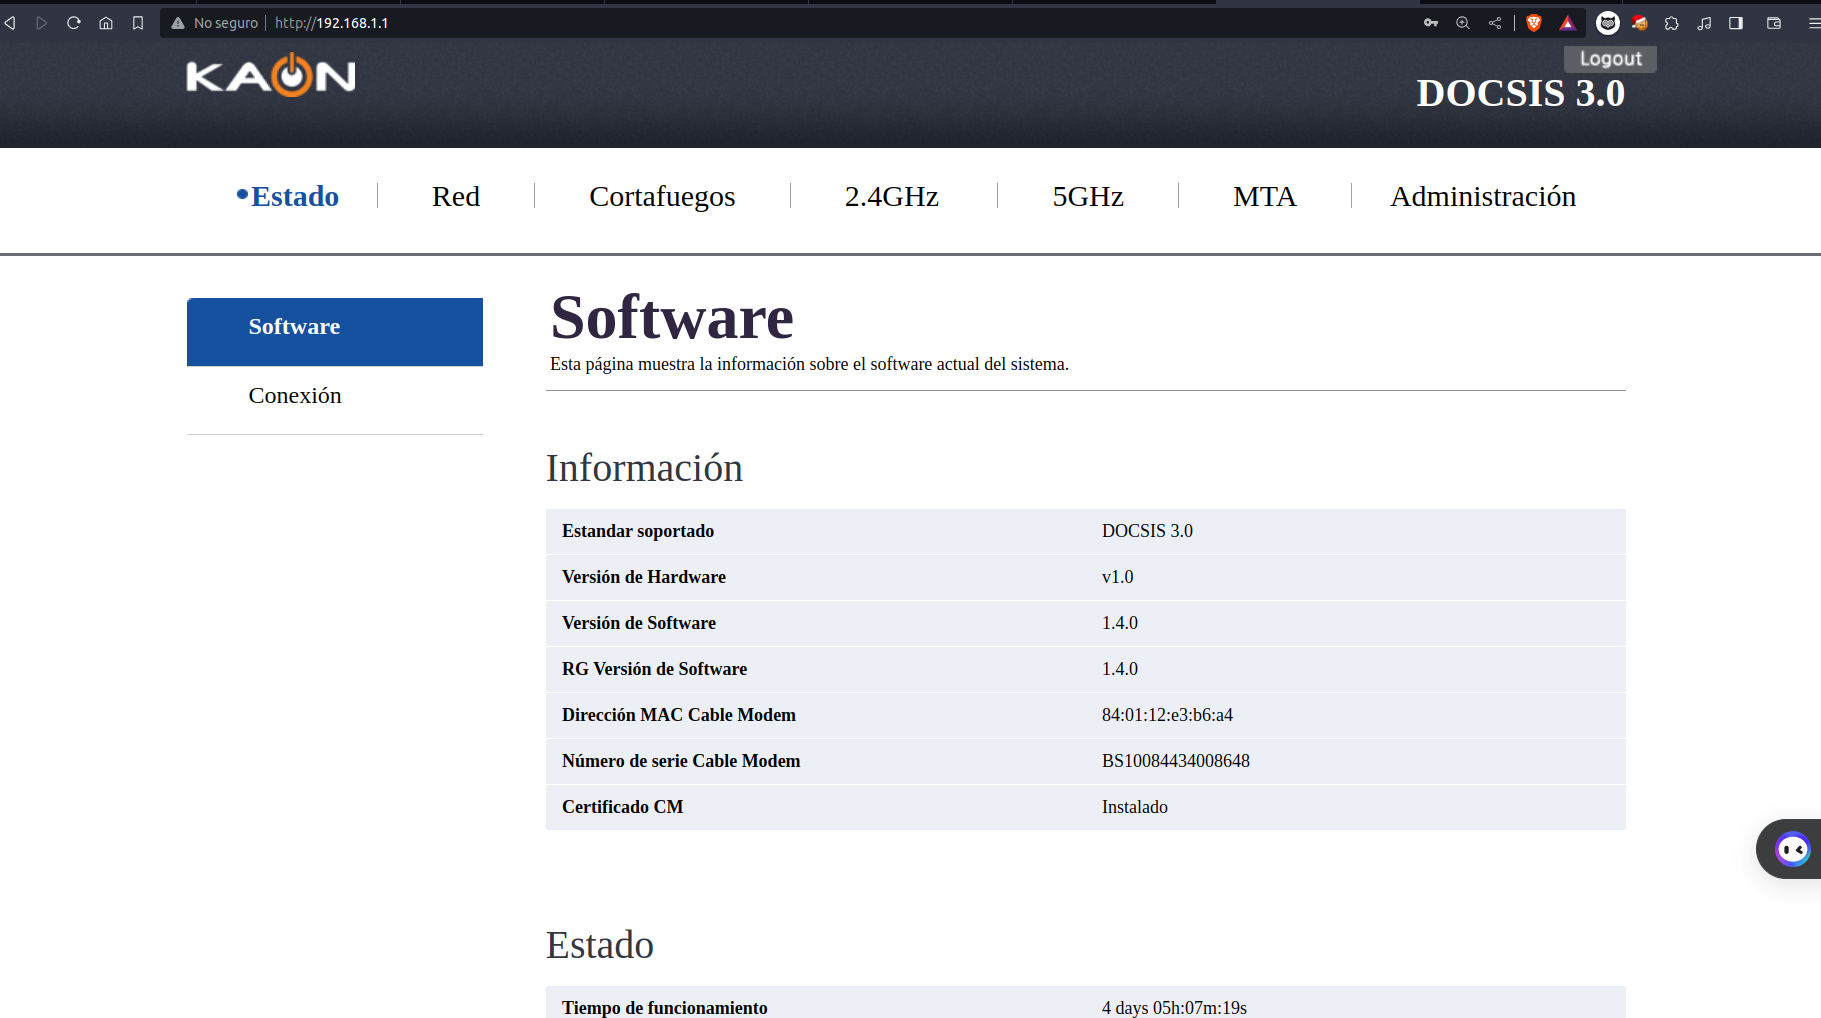 No seguro http://192.168.1.1
KAON
Logout
DOCSIS 3.0
Estado Red Cortafuegos 2.4GHz 5GHz MTA Administración
Software
Conexión
Software
Esta página muestra la información sobre el software actual del sistema.
Información
Estandar soportado DOCSIS 3.0
Versión de Hardware v1.0
Versión de Software 1.4.0
RG Versión de Software 1.4.0
Dirección MAC Cable Modem 84:01:12:e3:b6:a4
Número de serie Cable Modem BS10084434008648
Certificado CM Instalado
Estado
Tiempo de funcionamiento 4 days 05h:07m:19s